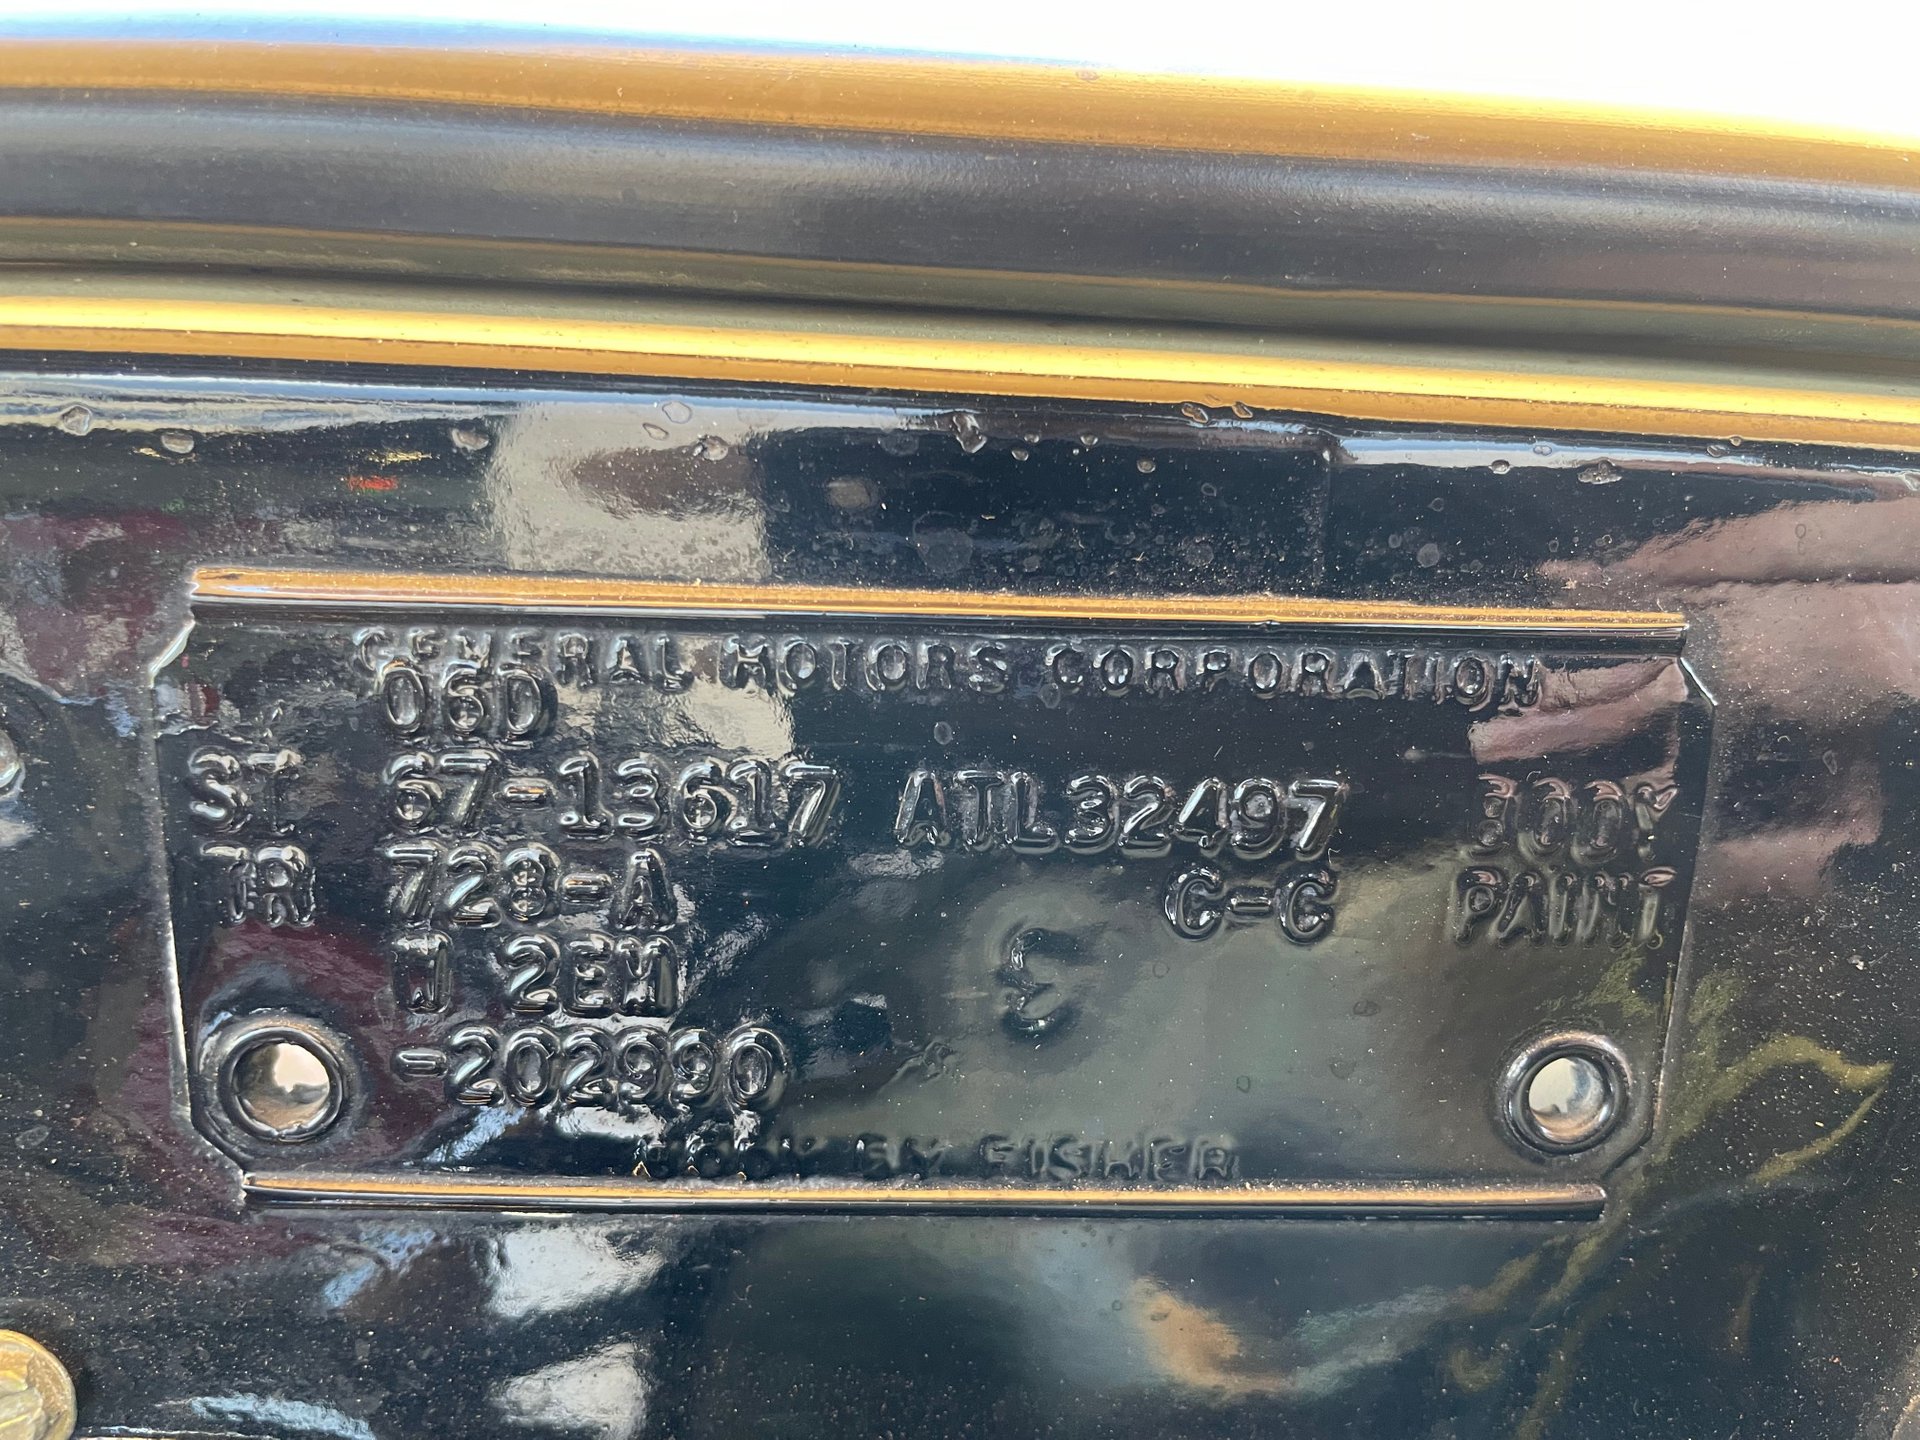 GENERAL MOTORS CORPORATION
06D
ST 67-13617 ATL32497 BODY
TR 728-A C-C PAINT
W 2EM
-202990
BODY BY FISHER